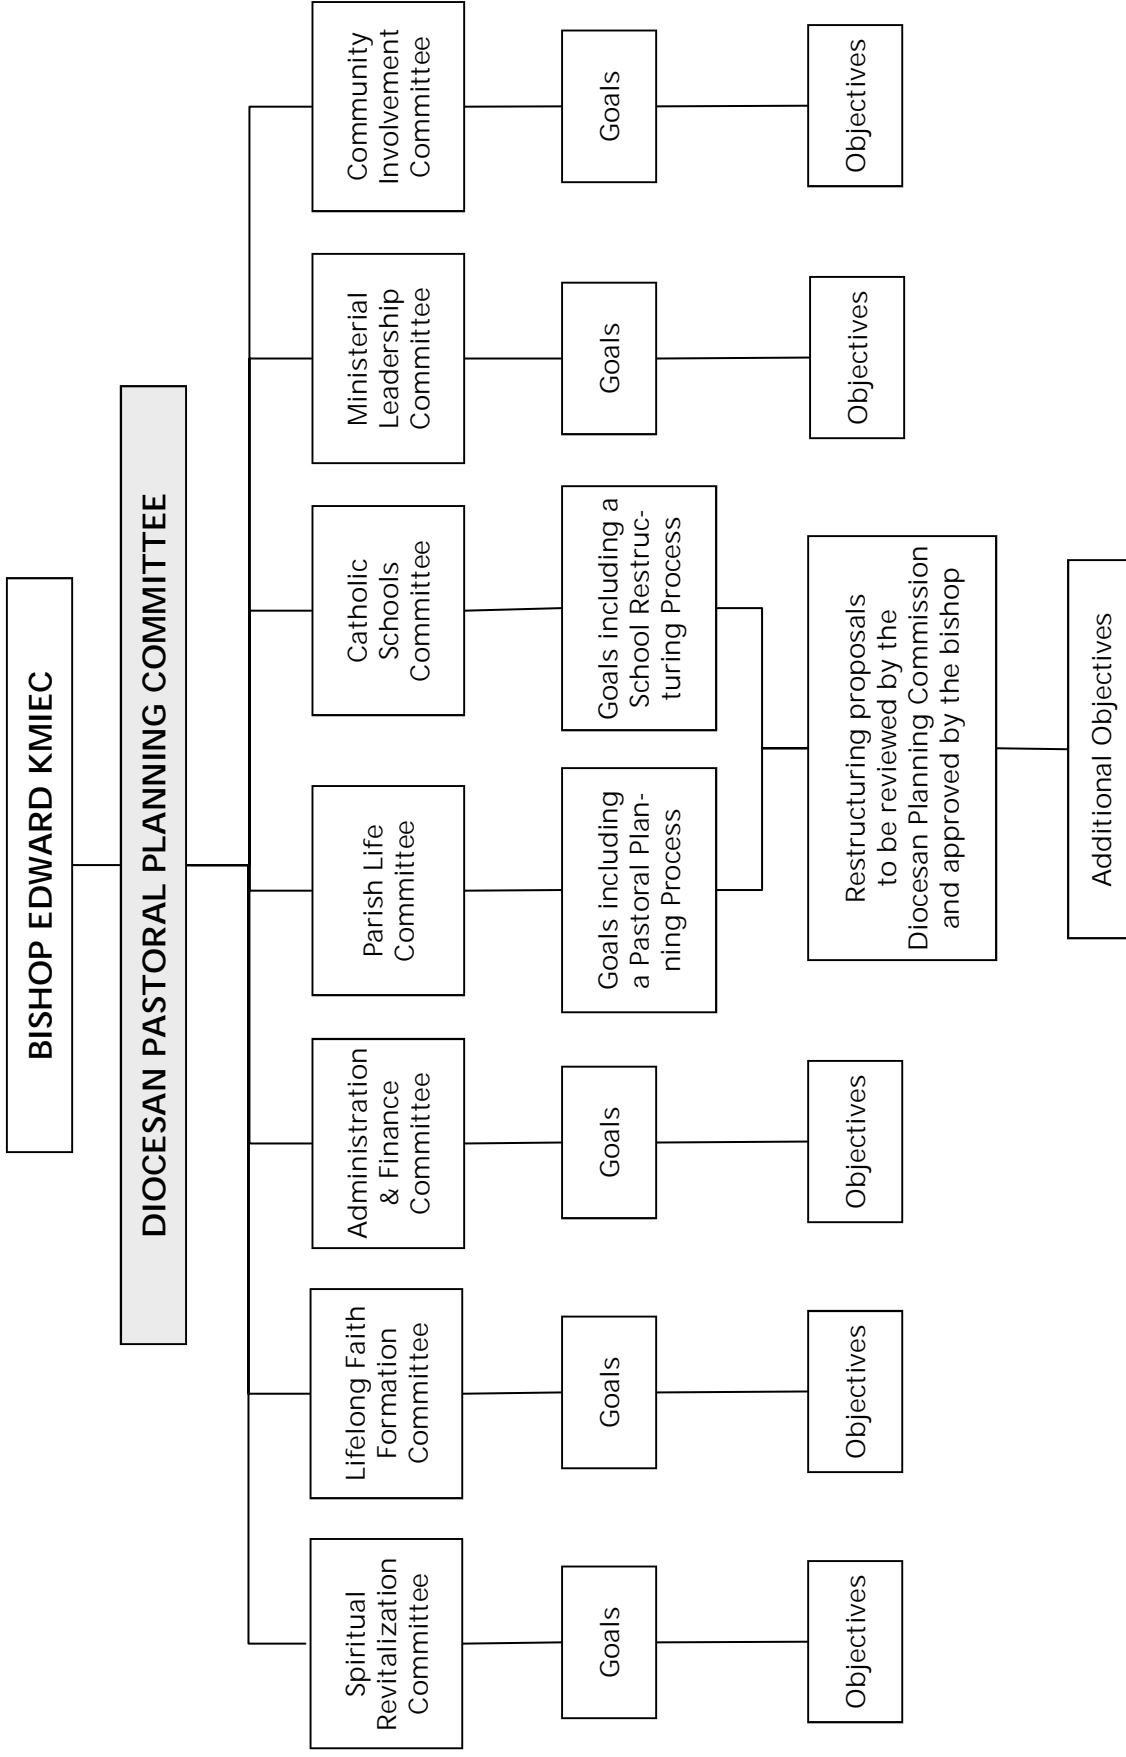 BISHOP EDWARD KMIEC
DIOCESAN PASTORAL PLANNING COMMITTEE
Spiritual
Revitalization
Committee
Lifelong Faith
Formation
Committee
Administration
& Finance
Committee
Parish Life
Committee
Catholic
Schools
Committee
Ministerial
Leadership
Committee
Community
Involvement
Committee
Goals
Goals
Goals
Goals including
a Pastoral Plan-
ning Process
Goals including a
School Restruc-
turing Process
Goals
Goals
Objectives
Objectives
Objectives
Restructuring proposals
to be reviewed by the
Diocesan Planning Commission
and approved by the bishop
Objectives
Objectives
Additional Objectives